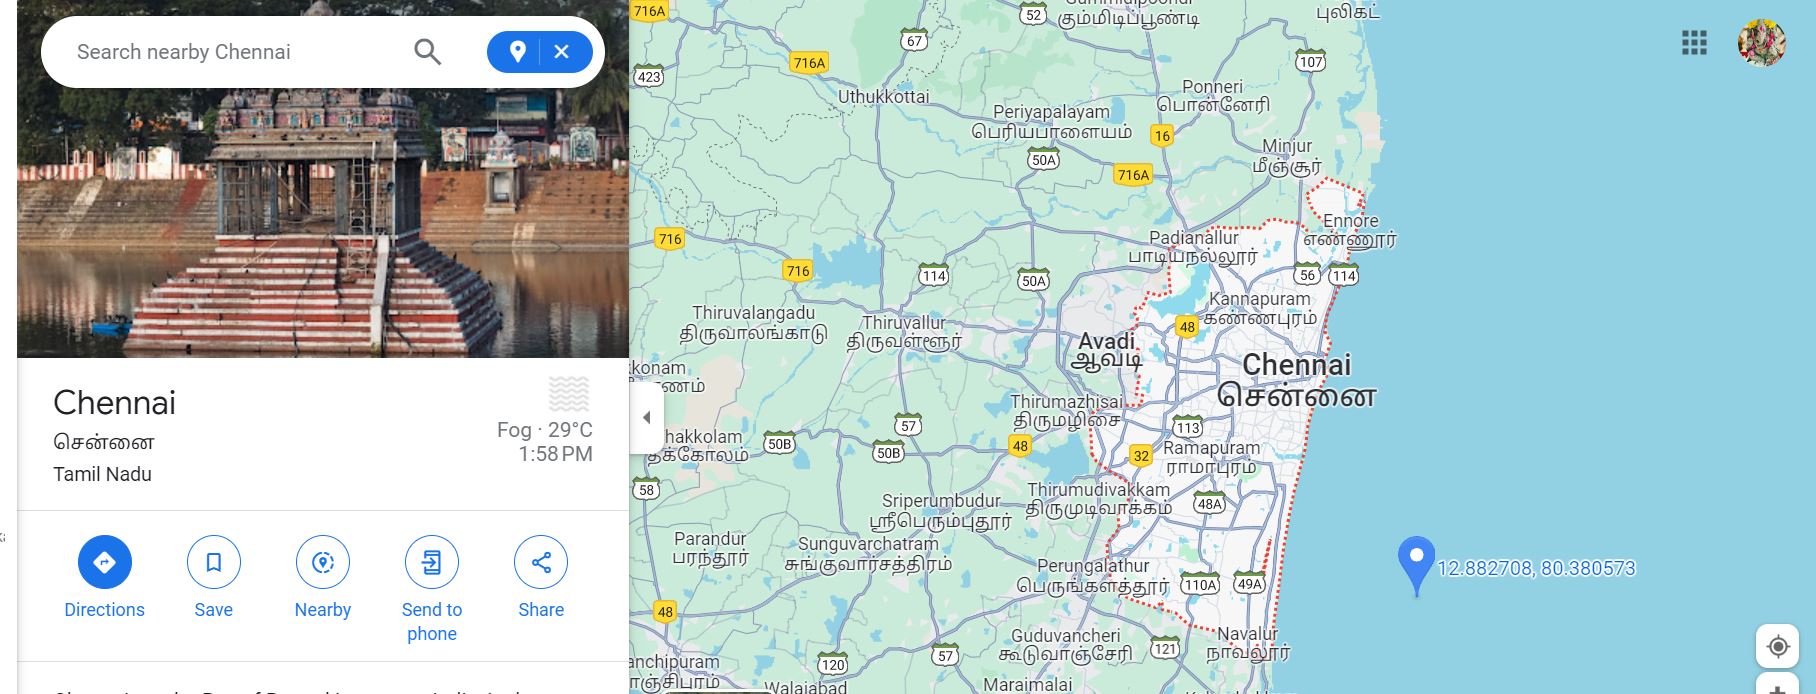 Search nearby Chennai
Chennai
சென்னை
Tamil Nadu
Fog · 29°C
1:58 PM
Directions
Save
Nearby
Send to
phone
Share
716A
52
கும்மிடிப்பூண்டி
புலிகட்
67
716A
423
107
Uthukkottai
Ponneri
பொன்னேரி
Periyapalayam
பெரியபாளையம்
16
50A
716A
Minjur
மீஞ்சூர்
Ennore
எண்ணூர்
716
Padianallur
பாடியநல்லூர்
716
114
50A
56
114
Thiruvalangadu
திருவாலங்காடு
Thiruvallur
திருவள்ளூர்
Kannapuram
கண்ணபுரம்
48
Avadi
ஆவடி
Chennai
சென்னை
Thirumazhisai
திருமழிசை
57
113
50B
50B
48
32
Ramapuram
ராமாபுரம்
58
Sriperumbudur
ஸ்ரீபெரும்புதூர்
Thirumudivakkam
திருமுடிவாக்கம்
48A
Parandur
பரந்தூர்
Sunguvarchatram
சுங்குவார்சத்திரம்
Perungalathur
பெருங்களத்தூர்
110A
49A
12.882708, 80.380573
48
Guduvancheri
கூடுவாஞ்சேரி
121
Navalur
நாவலூர்
120
57
Walajabad
Maraimalai